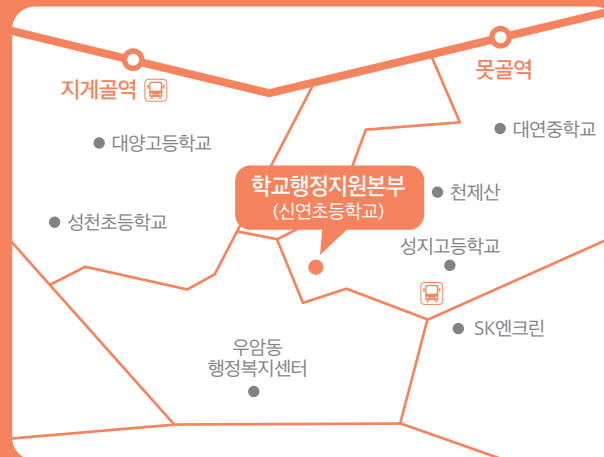 못골역
지게골역
대연중학교
대양고등학교
학교행정지원본부
(신연초등학교)
천제산
성천초등학교
성지고등학교
SK엔크린
우암동
행정복지센터